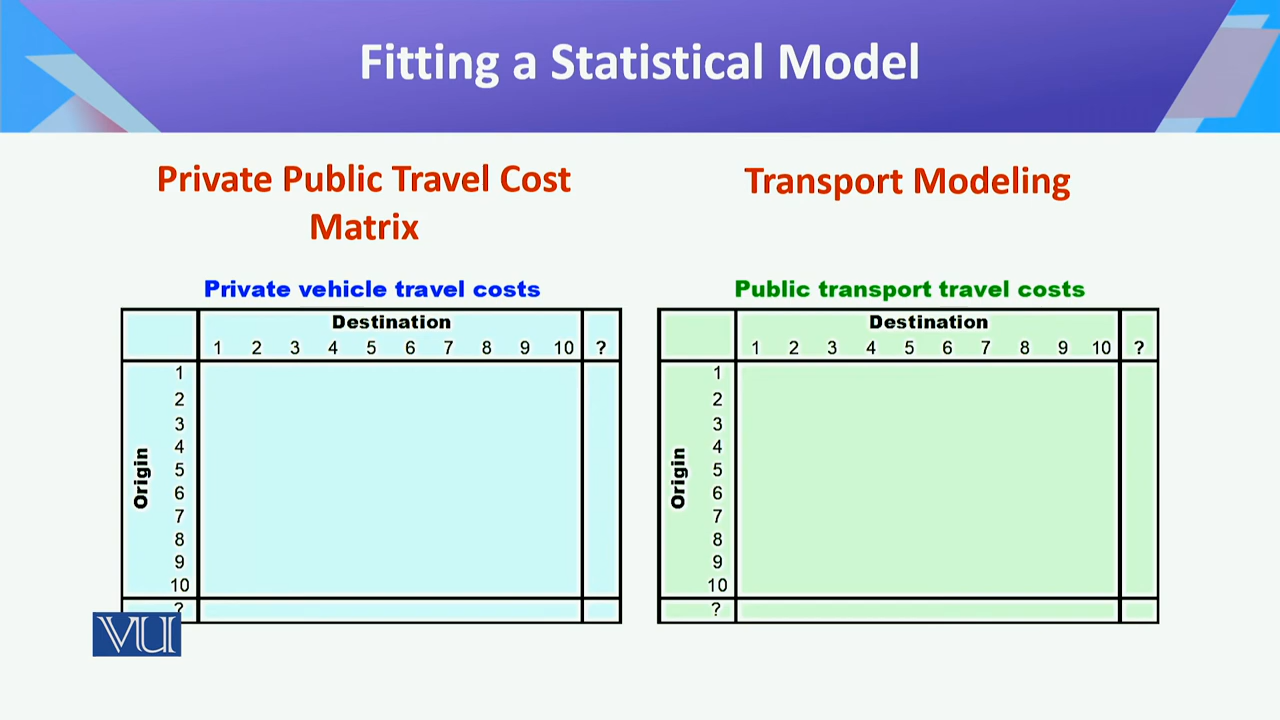 Fitting a Statistical Model
Private Public Travel Cost
Matrix
Transport Modeling
Private vehicle travel costs
Destination
1 2 3 4 5 6 7 8 9 10 ?
Origin
1
2
3
4
5
6
7
8
9
10
?
Public transport travel costs
Destination
1 2 3 4 5 6 7 8 9 10 ?
Origin
1
2
3
4
5
6
7
8
9
10
?
VU